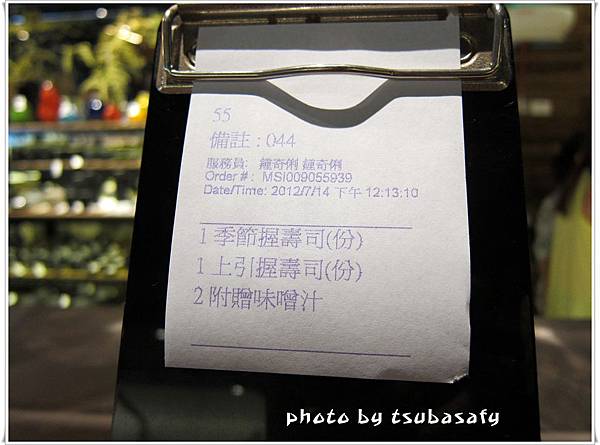 55
備註 : 044
服務員: 鐘奇俐 鐘奇俐
Order # : MSI009055939
Date/Time: 2012/7/14 下午 12:13:10
1 季節握壽司(份)
1 上引握壽司(份)
2 附贈味噌汁
photo by tsubasafy